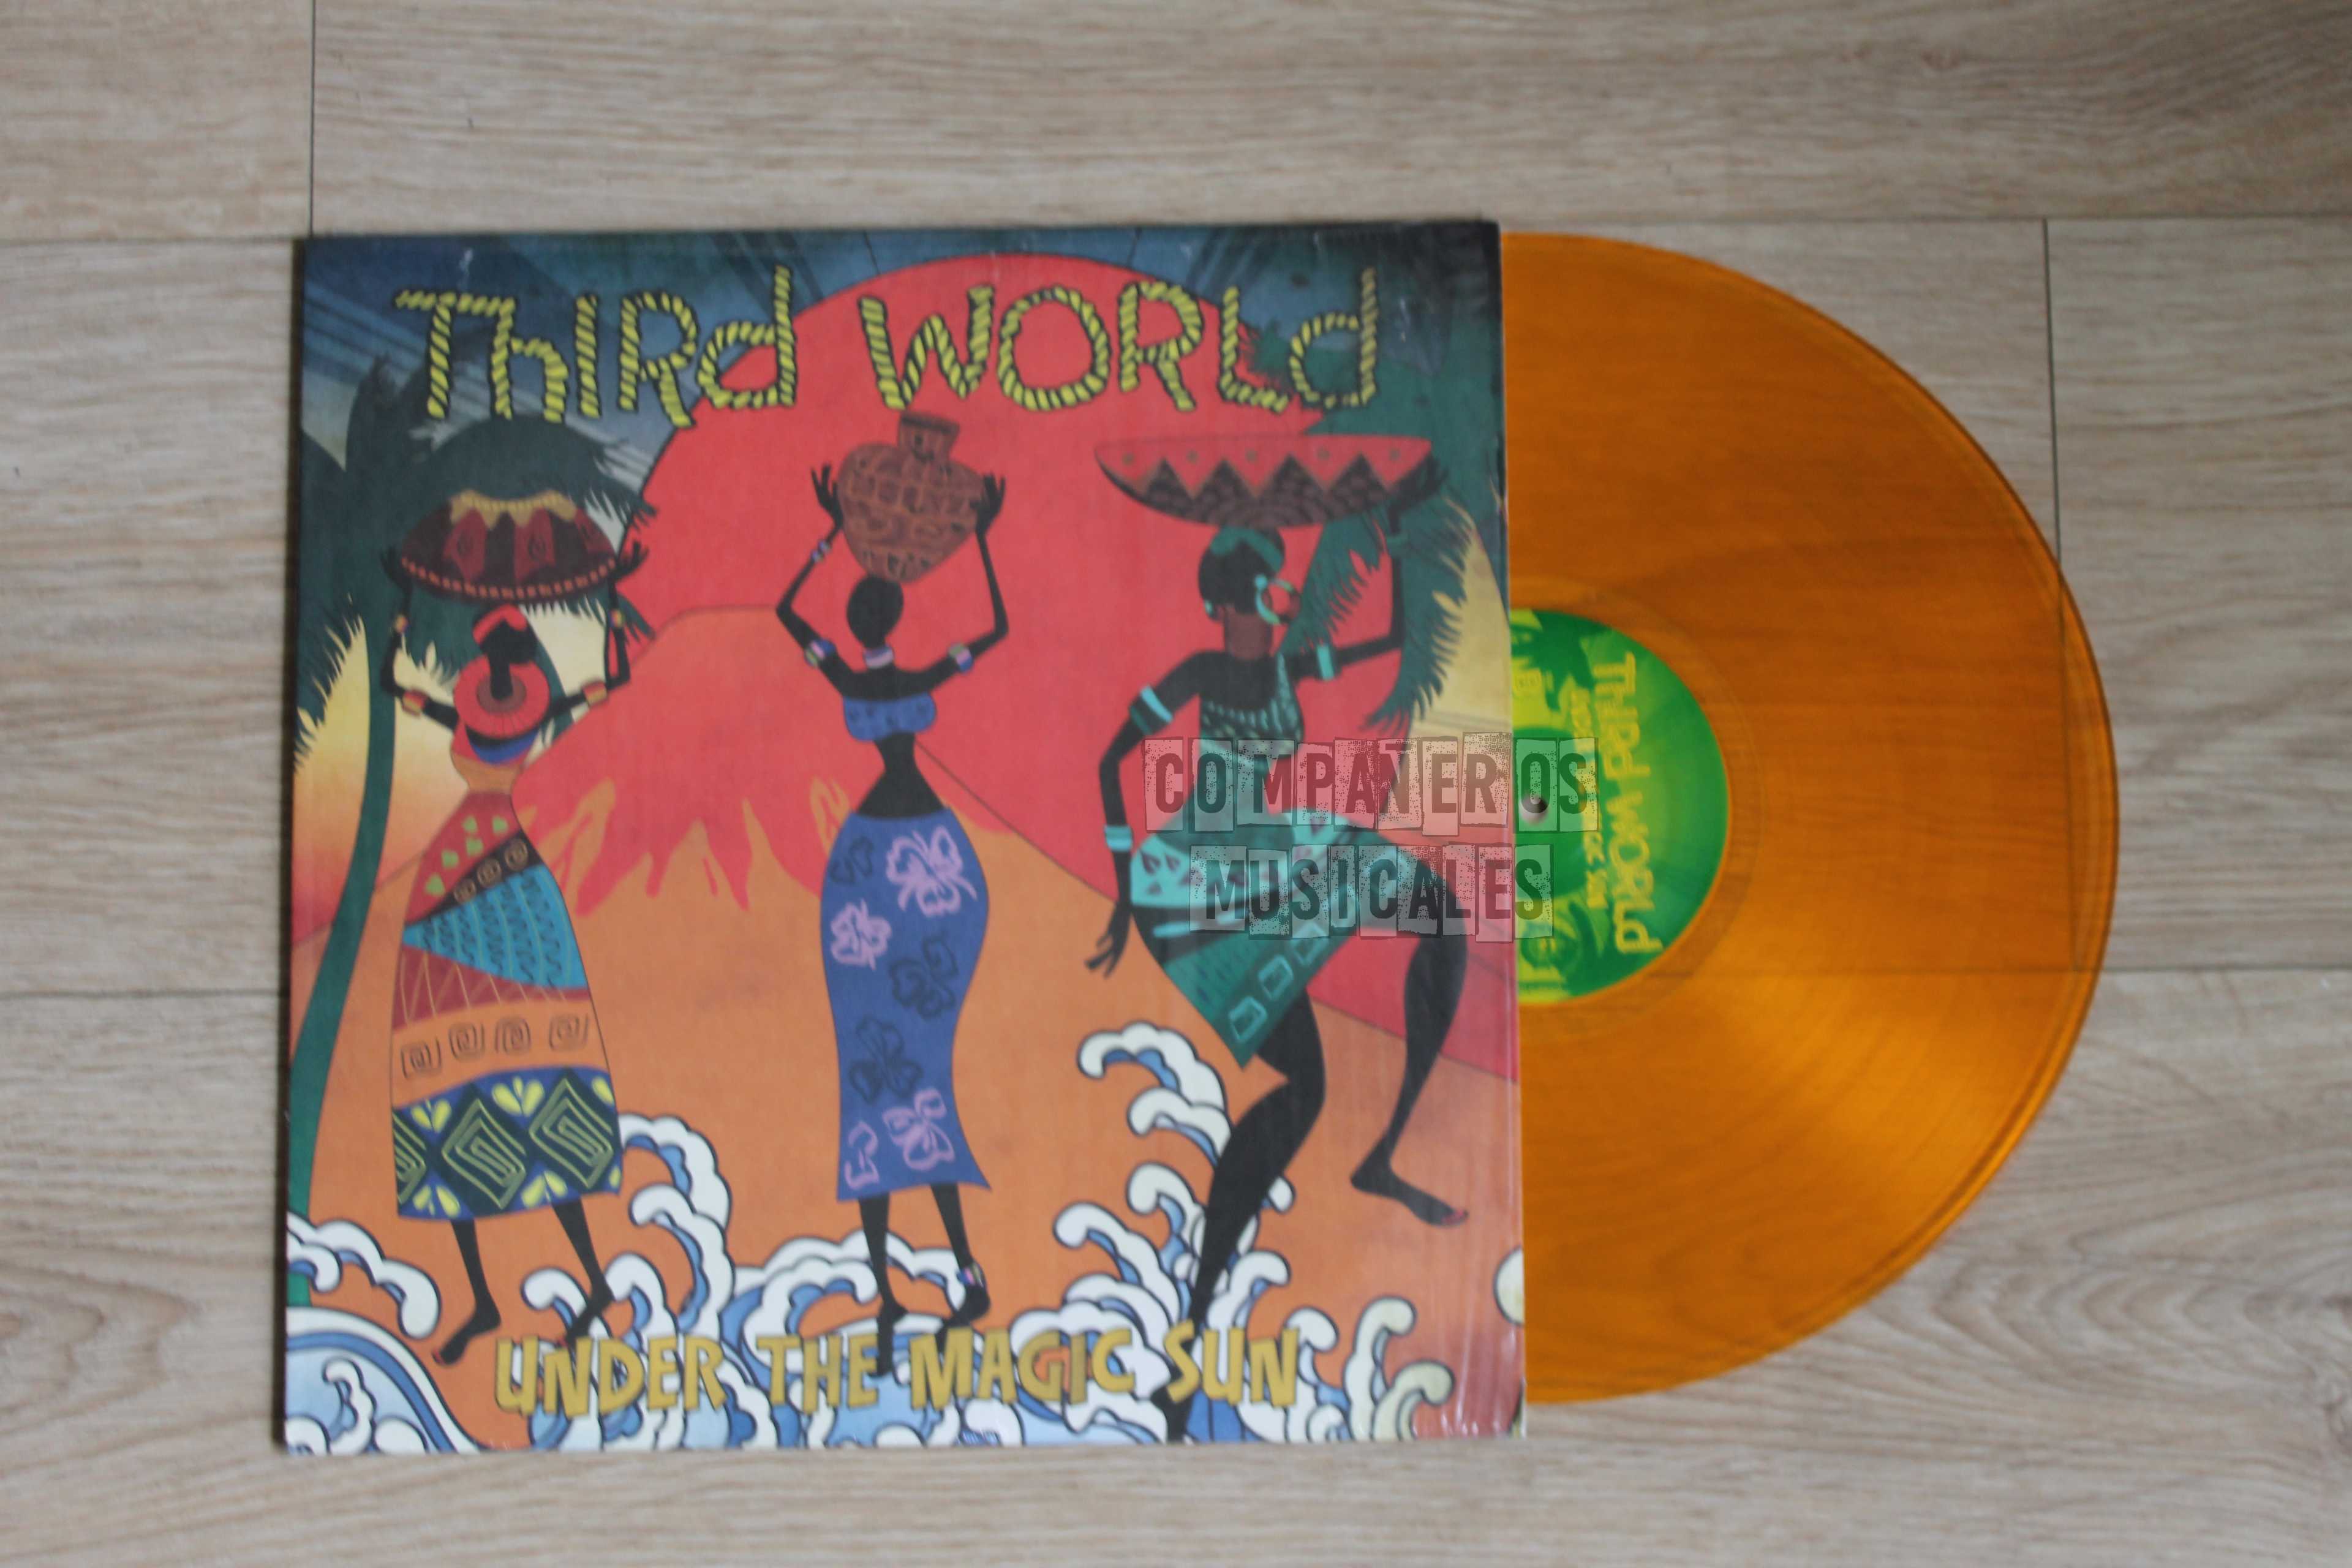 Third World
COMPAÑEROS
MUSICALES
UNDER THE MAGIC SUN
Third World